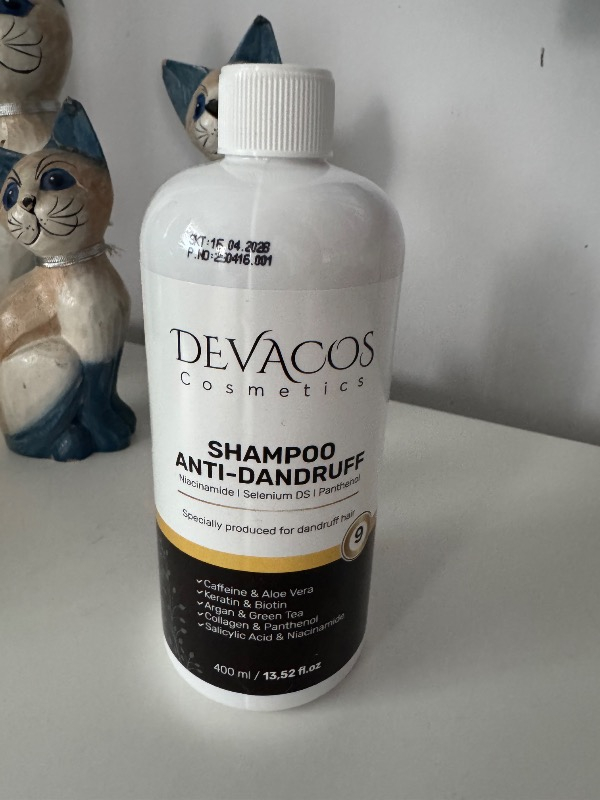 SKT:16.04.2028
P.NO:250416.001
DEVACOS
Cosmetics
SHAMPOO
ANTI-DANDRUFF
Niacinamide | Selenium DS | Panthenol
Specially produced for dandruff hair
9
✓Caffeine & Aloe Vera
✓Keratin & Biotin
✓Argan & Green Tea
✓Collagen & Panthenol
✓Salicylic Acid & Niacinamide
400 ml / 13,52 fl.oz